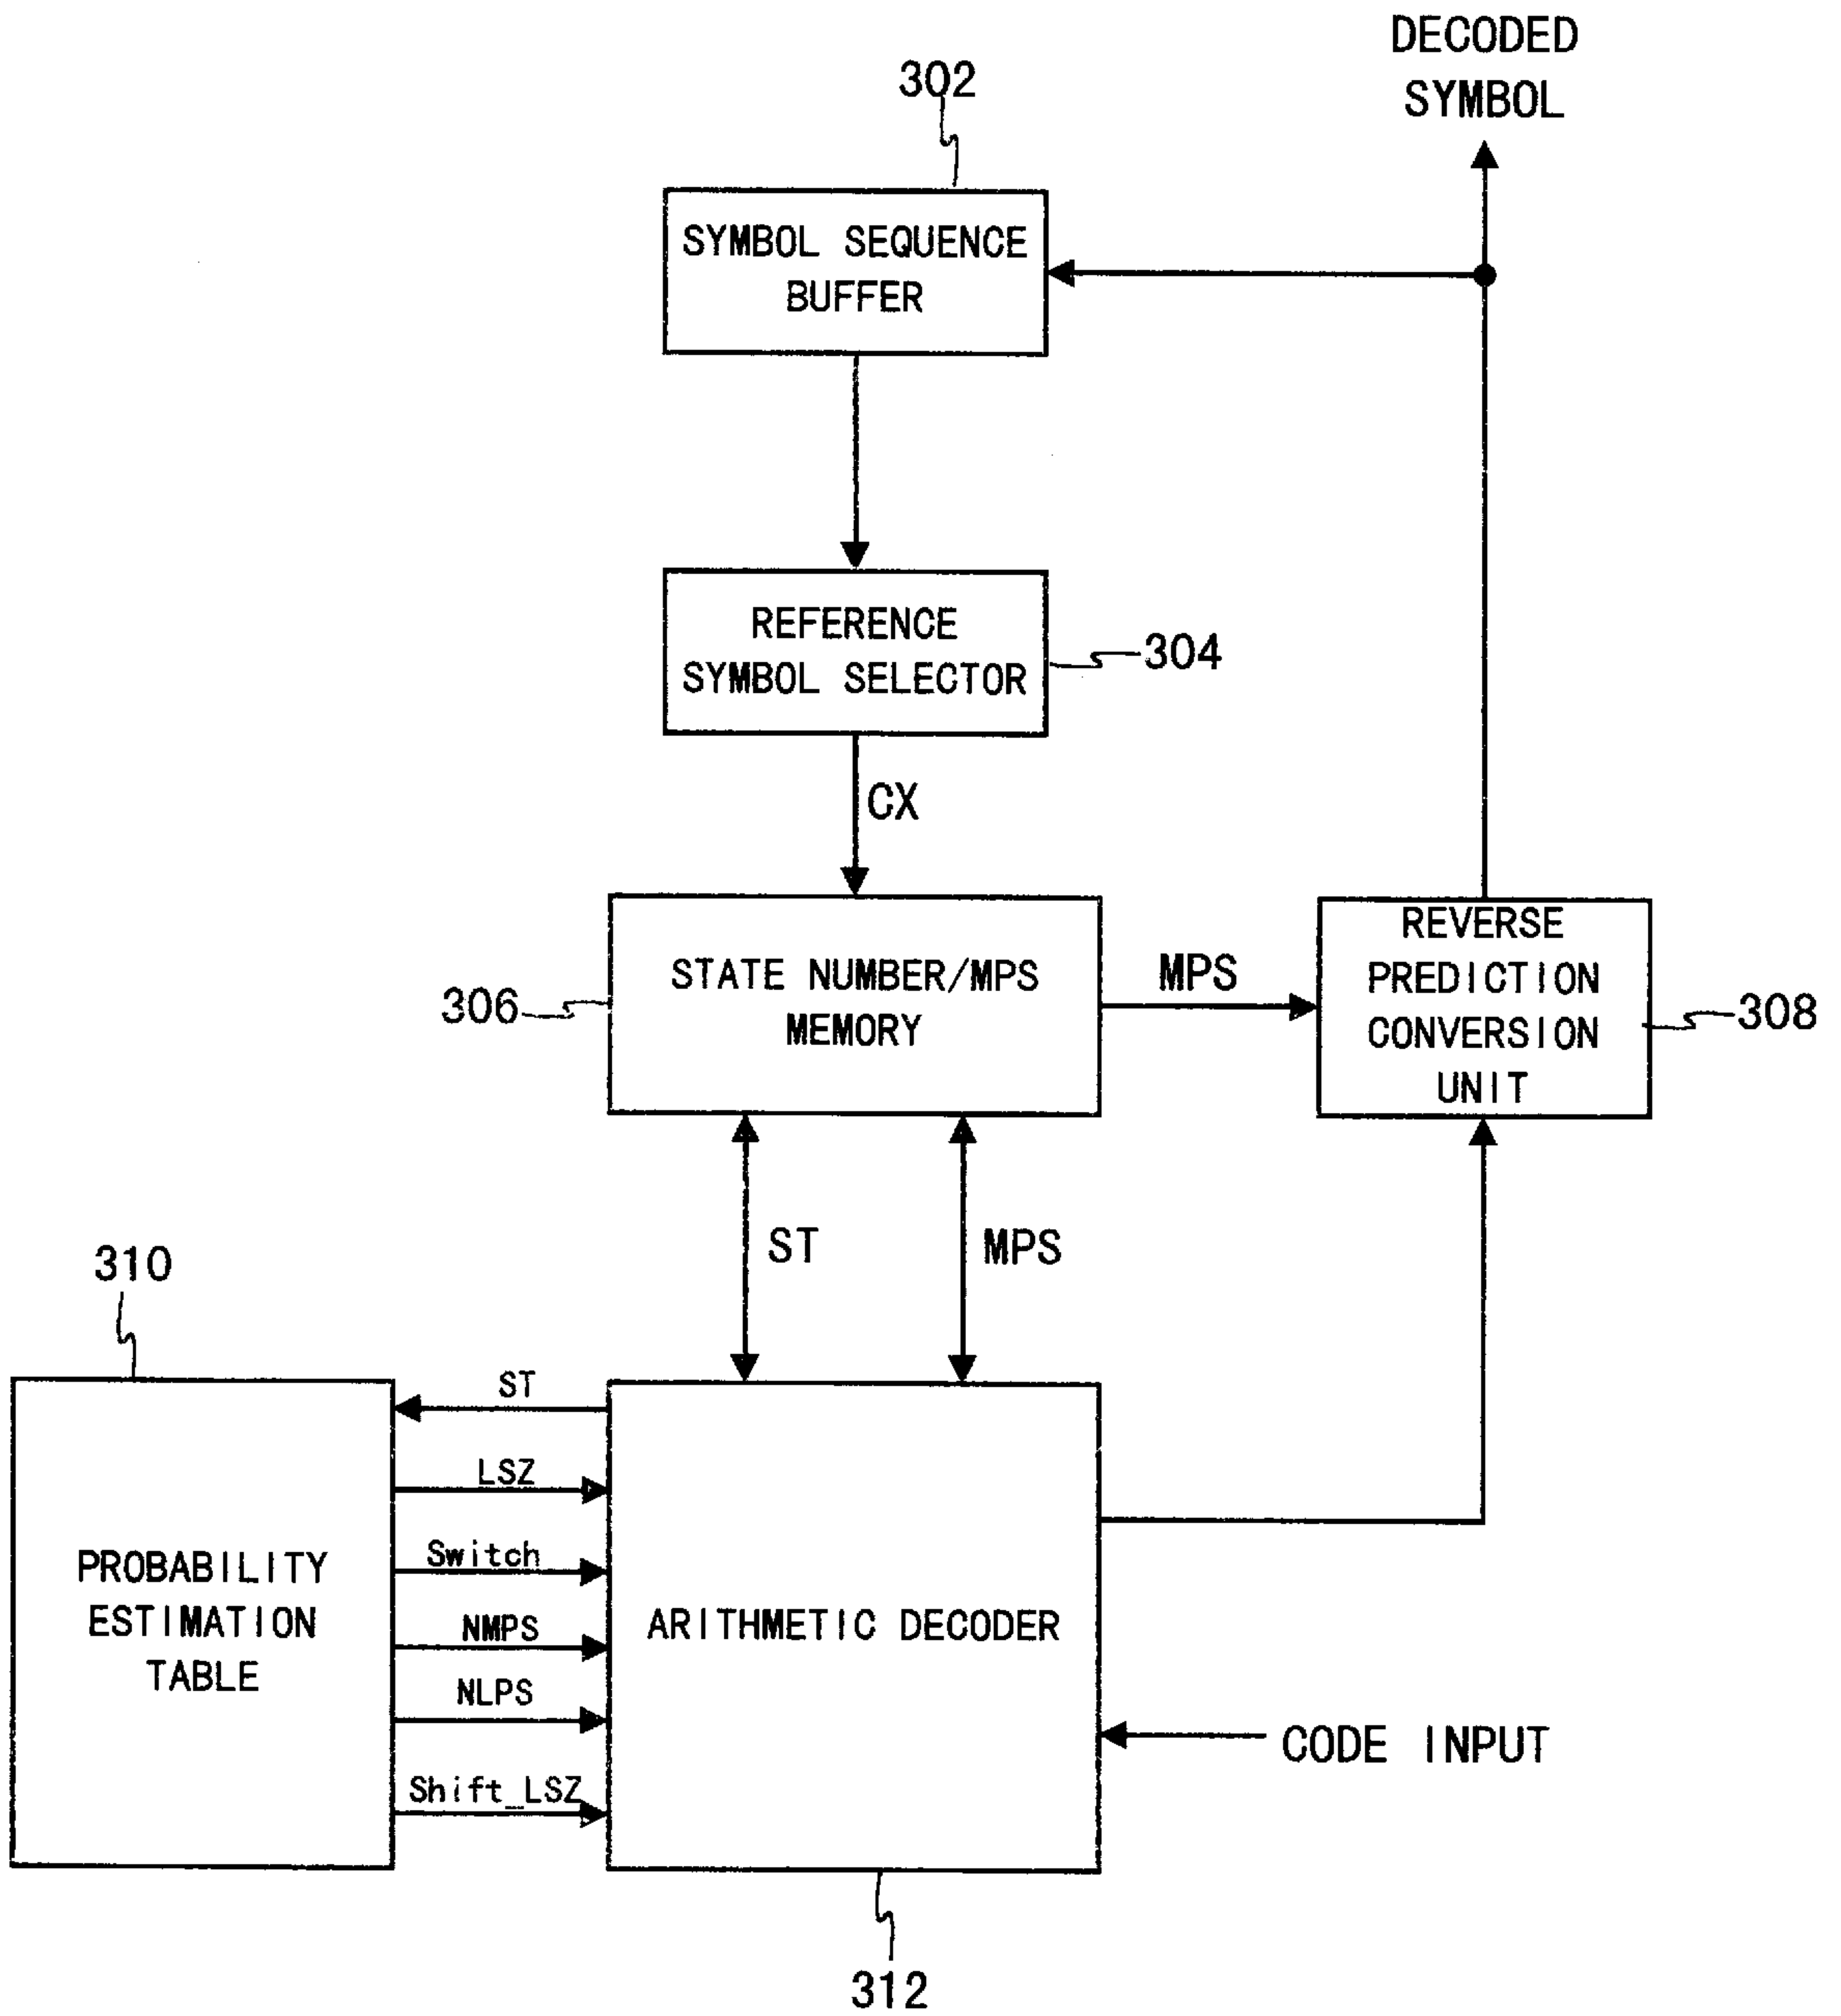 DECODED
SYMBOL
302
SYMBOL SEQUENCE
BUFFER
REFERENCE
SYMBOL SELECTOR
304
CX
306
STATE NUMBER/MPS
MEMORY
MPS
REVERSE
PREDICTION
CONVERSION
UNIT
308
ST
MPS
310
PROBABILITY
ESTIMATION
TABLE
ST
LSZ
Switch
NMPS
NLPS
Shift_LSZ
ARITHMETIC DECODER
CODE INPUT
312